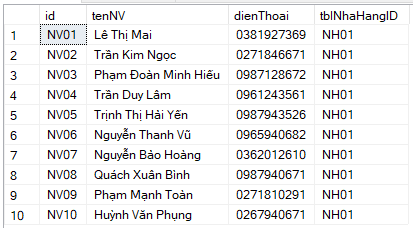 id tenNV dienThoai tblNhaHangID
1 NV01 Lê Thị Mai 0381927369 NH01
2 NV02 Trần Kim Ngọc 0271846671 NH01
3 NV03 Phạm Đoàn Minh Hiếu 0987128672 NH01
4 NV04 Trần Duy Lâm 0961243561 NH01
5 NV05 Trịnh Thị Hải Yến 0987943526 NH01
6 NV06 Nguyễn Thanh Vũ 0965940682 NH01
7 NV07 Nguyễn Bảo Hoàng 0362012610 NH01
8 NV08 Quách Xuân Bình 0987940671 NH01
9 NV09 Phạm Mạnh Toàn 0271810291 NH01
10 NV10 Huỳnh Văn Phụng 0267940671 NH01